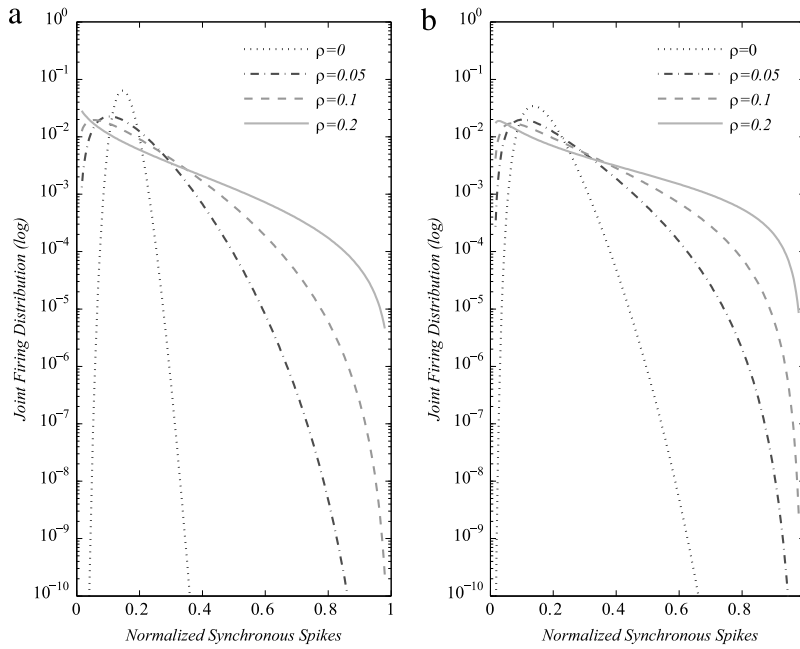 a
10^0
10^−1
10^−2
10^−3
10^−4
10^−5
10^−6
10^−7
10^−8
10^−9
10^−10
Joint Firing Distribution (log)
0 0.2 0.4 0.6 0.8 1
Normalized Synchronous Spikes
ρ=0
ρ=0.05
ρ=0.1
ρ=0.2
b
10^0
10^−1
10^−2
10^−3
10^−4
10^−5
10^−6
10^−7
10^−8
10^−9
10^−10
Joint Firing Distribution (log)
0 0.2 0.4 0.6 0.8
Normalized Synchronous Spikes
ρ=0
ρ=0.05
ρ=0.1
ρ=0.2